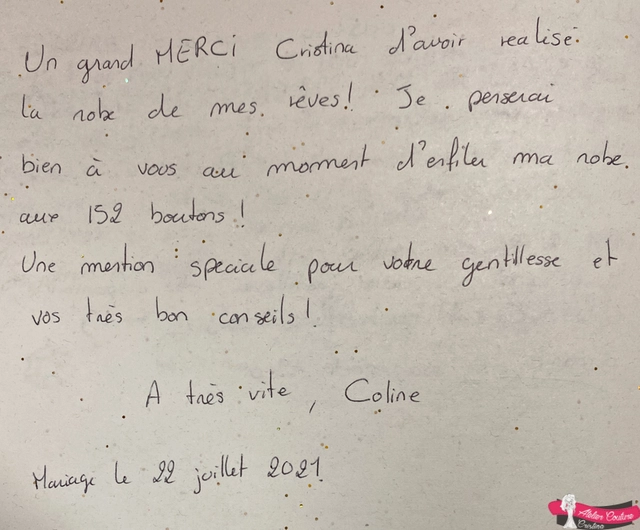 Un grand MERCI Cristina d'avoir realisé
la robe de mes rêves! Je penserai
bien à vous au moment d'enfiler ma robe
aux 152 boutons!
Une mention speciale pour votre gentillesse et
vos très bon conseils!
A très vite, Coline
Mariage le 22 juillet 2021
Atelier Couture
Cristina